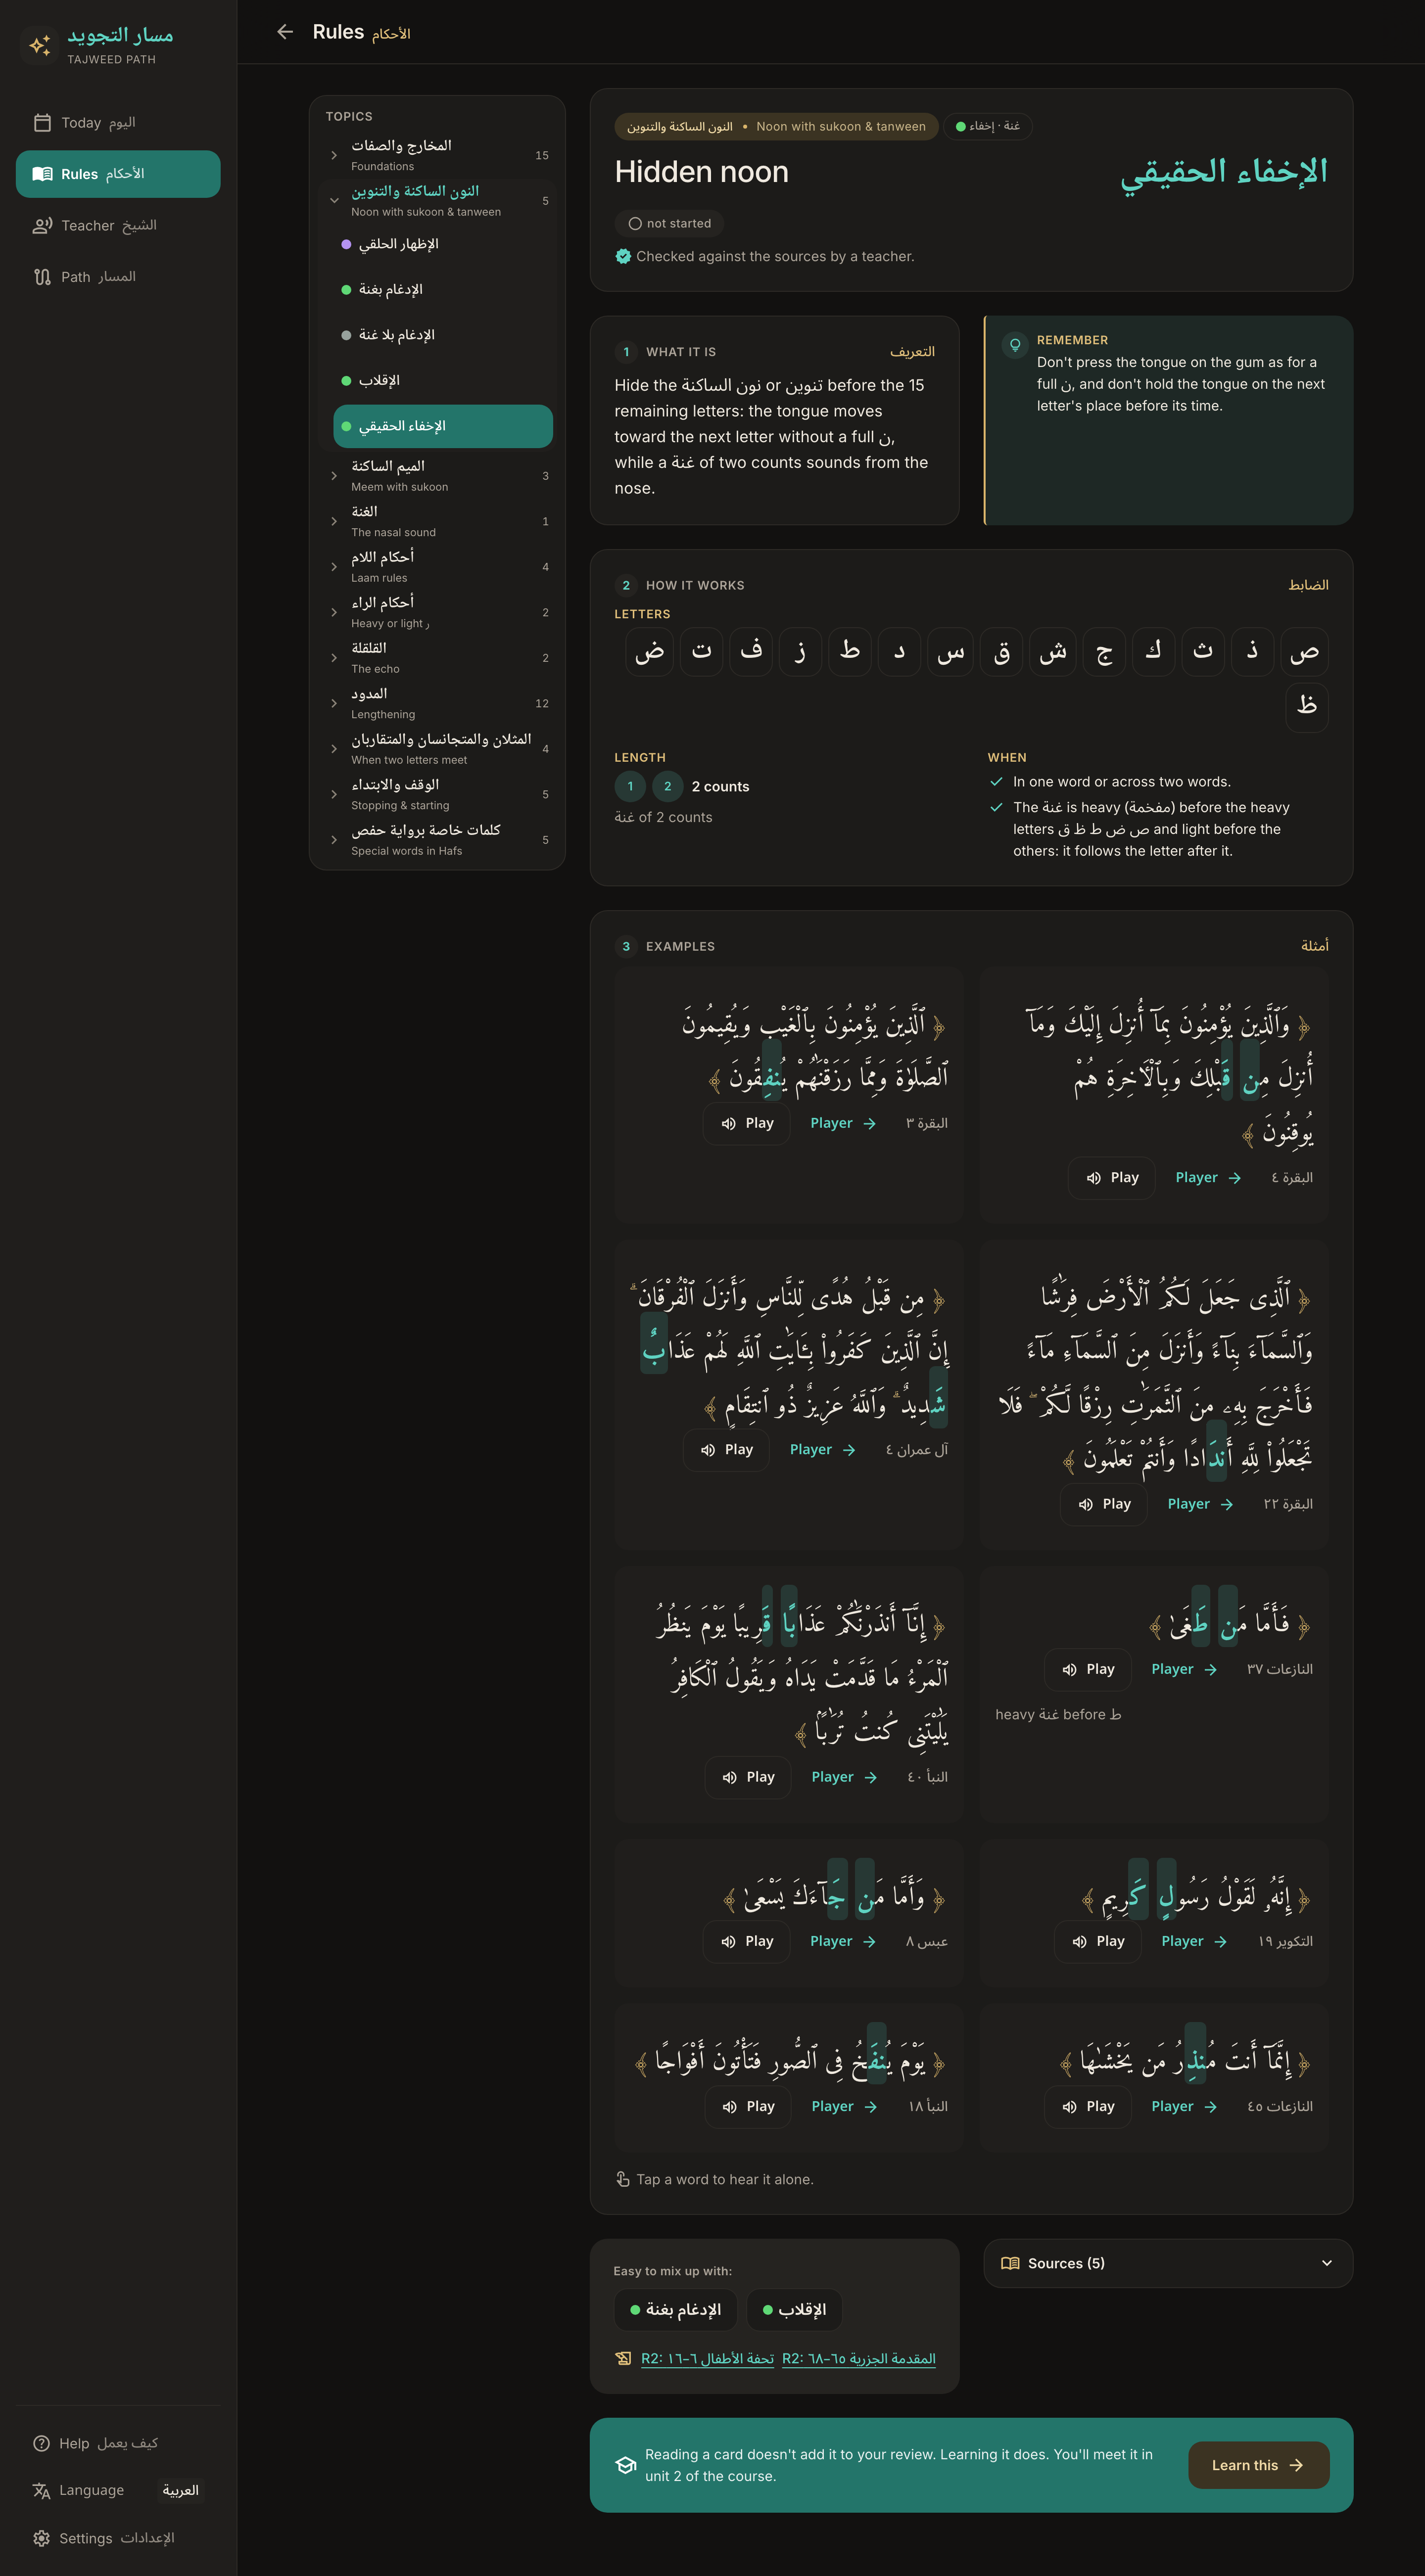 مسار التجويد
TAJWEED PATH
Today اليوم
Rules الأحكام
Teacher الشيخ
Path المسار
Help كيف يعمل
Language العربية
Settings الإعدادات
Rules الأحكام
TOPICS
المخارج والصفات
Foundations
15
النون الساكنة والتنوين
Noon with sukoon & tanween
5
الإظهار الحلقي
الإدغام بغنة
الإدغام بلا غنة
الإقلاب
الإخفاء الحقيقي
الميم الساكنة
Meem with sukoon
3
الغنة
The nasal sound
1
أحكام اللام
Laam rules
4
أحكام الراء
Heavy or light ر
2
القلقلة
The echo
2
المدود
Lengthening
12
المثلان والمتجانسان والمتقاربان
When two letters meet
4
الوقف والابتداء
Stopping & starting
5
كلمات خاصة برواية حفص
Special words in Hafs
5
النون الساكنة والتنوين • Noon with sukoon & tanween
غنة · إخفاء
Hidden noon
الإخفاء الحقيقي
not started
Checked against the sources by a teacher.
1 WHAT IT IS التعريف
Hide the نون الساكنة or تنوين before the 15
remaining letters: the tongue moves
toward the next letter without a full ن,
while a غنة of two counts sounds from the
nose.
REMEMBER
Don't press the tongue on the gum as for a
full ن, and don't hold the tongue on the next
letter's place before its time.
2 HOW IT WORKS الضابط
LETTERS
ص ذ ث ك ج ش ق س د ط ز ف ت ض
ظ
LENGTH
1 2 2 counts
غنة of 2 counts
WHEN
In one word or across two words.
The غنة is heavy (مفخمة) before the heavy
letters ص ض ط ظ ق and light before the
others: it follows the letter after it.
3 EXAMPLES أمثلة
﴿ وَٱلَّذِينَ يُؤْمِنُونَ بِمَآ أُنزِلَ إِلَيْكَ وَمَآ
أُنزِلَ مِن قَبْلِكَ وَبِٱلْـَٔاخِرَةِ هُمْ
يُوقِنُونَ ﴾
البقرة ٤ Player Play
﴿ ٱلَّذِينَ يُؤْمِنُونَ بِٱلْغَيْبِ وَيُقِيمُونَ
ٱلصَّلَوٰةَ وَمِمَّا رَزَقْنَـٰهُمْ يُنفِقُونَ ﴾
البقرة ٣ Player Play
﴿ ٱلَّذِى جَعَلَ لَكُمُ ٱلْأَرْضَ فِرَٰشًا
وَٱلسَّمَآءَ بِنَآءً وَأَنزَلَ مِنَ ٱلسَّمَآءِ مَآءً
فَأَخْرَجَ بِهِۦ مِنَ ٱلثَّمَرَٰتِ رِزْقًا لَّكُمْ ۖ فَلَا
تَجْعَلُوا۟ لِلَّهِ أَندَادًا وَأَنتُمْ تَعْلَمُونَ ﴾
البقرة ٢٢ Player Play
﴿ مِن قَبْلُ هُدًى لِّلنَّاسِ وَأَنزَلَ ٱلْفُرْقَانَ ۗ
إِنَّ ٱلَّذِينَ كَفَرُوا۟ بِـَٔايَـٰتِ ٱللَّهِ لَهُمْ عَذَابٌ
شَدِيدٌ ۗ وَٱللَّهُ عَزِيزٌ ذُو ٱنتِقَامٍ ﴾
آل عمران ٤ Player Play
﴿ فَأَمَّا مَن طَغَىٰ ﴾
النازعات ٣٧ Player Play
heavy غنة before ط
﴿ إِنَّآ أَنذَرْنَـٰكُمْ عَذَابًا قَرِيبًا يَوْمَ يَنظُرُ
ٱلْمَرْءُ مَا قَدَّمَتْ يَدَاهُ وَيَقُولُ ٱلْكَافِرُ
يَـٰلَيْتَنِى كُنتُ تُرَٰبًۢا ﴾
النبأ ٤٠ Player Play
﴿ إِنَّهُۥ لَقَوْلُ رَسُولٍ كَرِيمٍ ﴾
التكوير ١٩ Player Play
﴿ وَأَمَّا مَن جَآءَكَ يَسْعَىٰ ﴾
عبس ٨ Player Play
﴿ إِنَّمَآ أَنتَ مُنذِرُ مَن يَخْشَىٰهَا ﴾
النازعات ٤٥ Player Play
﴿ يَوْمَ يُنفَخُ فِى ٱلصُّورِ فَتَأْتُونَ أَفْوَاجًا ﴾
النبأ ١٨ Player Play
Tap a word to hear it alone.
Easy to mix up with:
الإدغام بغنة الإقلاب
R2: تحفة الأطفال ٦–١٦ R2: المقدمة الجزرية ٦٥–٦٨
Sources (5)
Reading a card doesn't add it to your review. Learning it does. You'll meet it in
unit 2 of the course.
Learn this